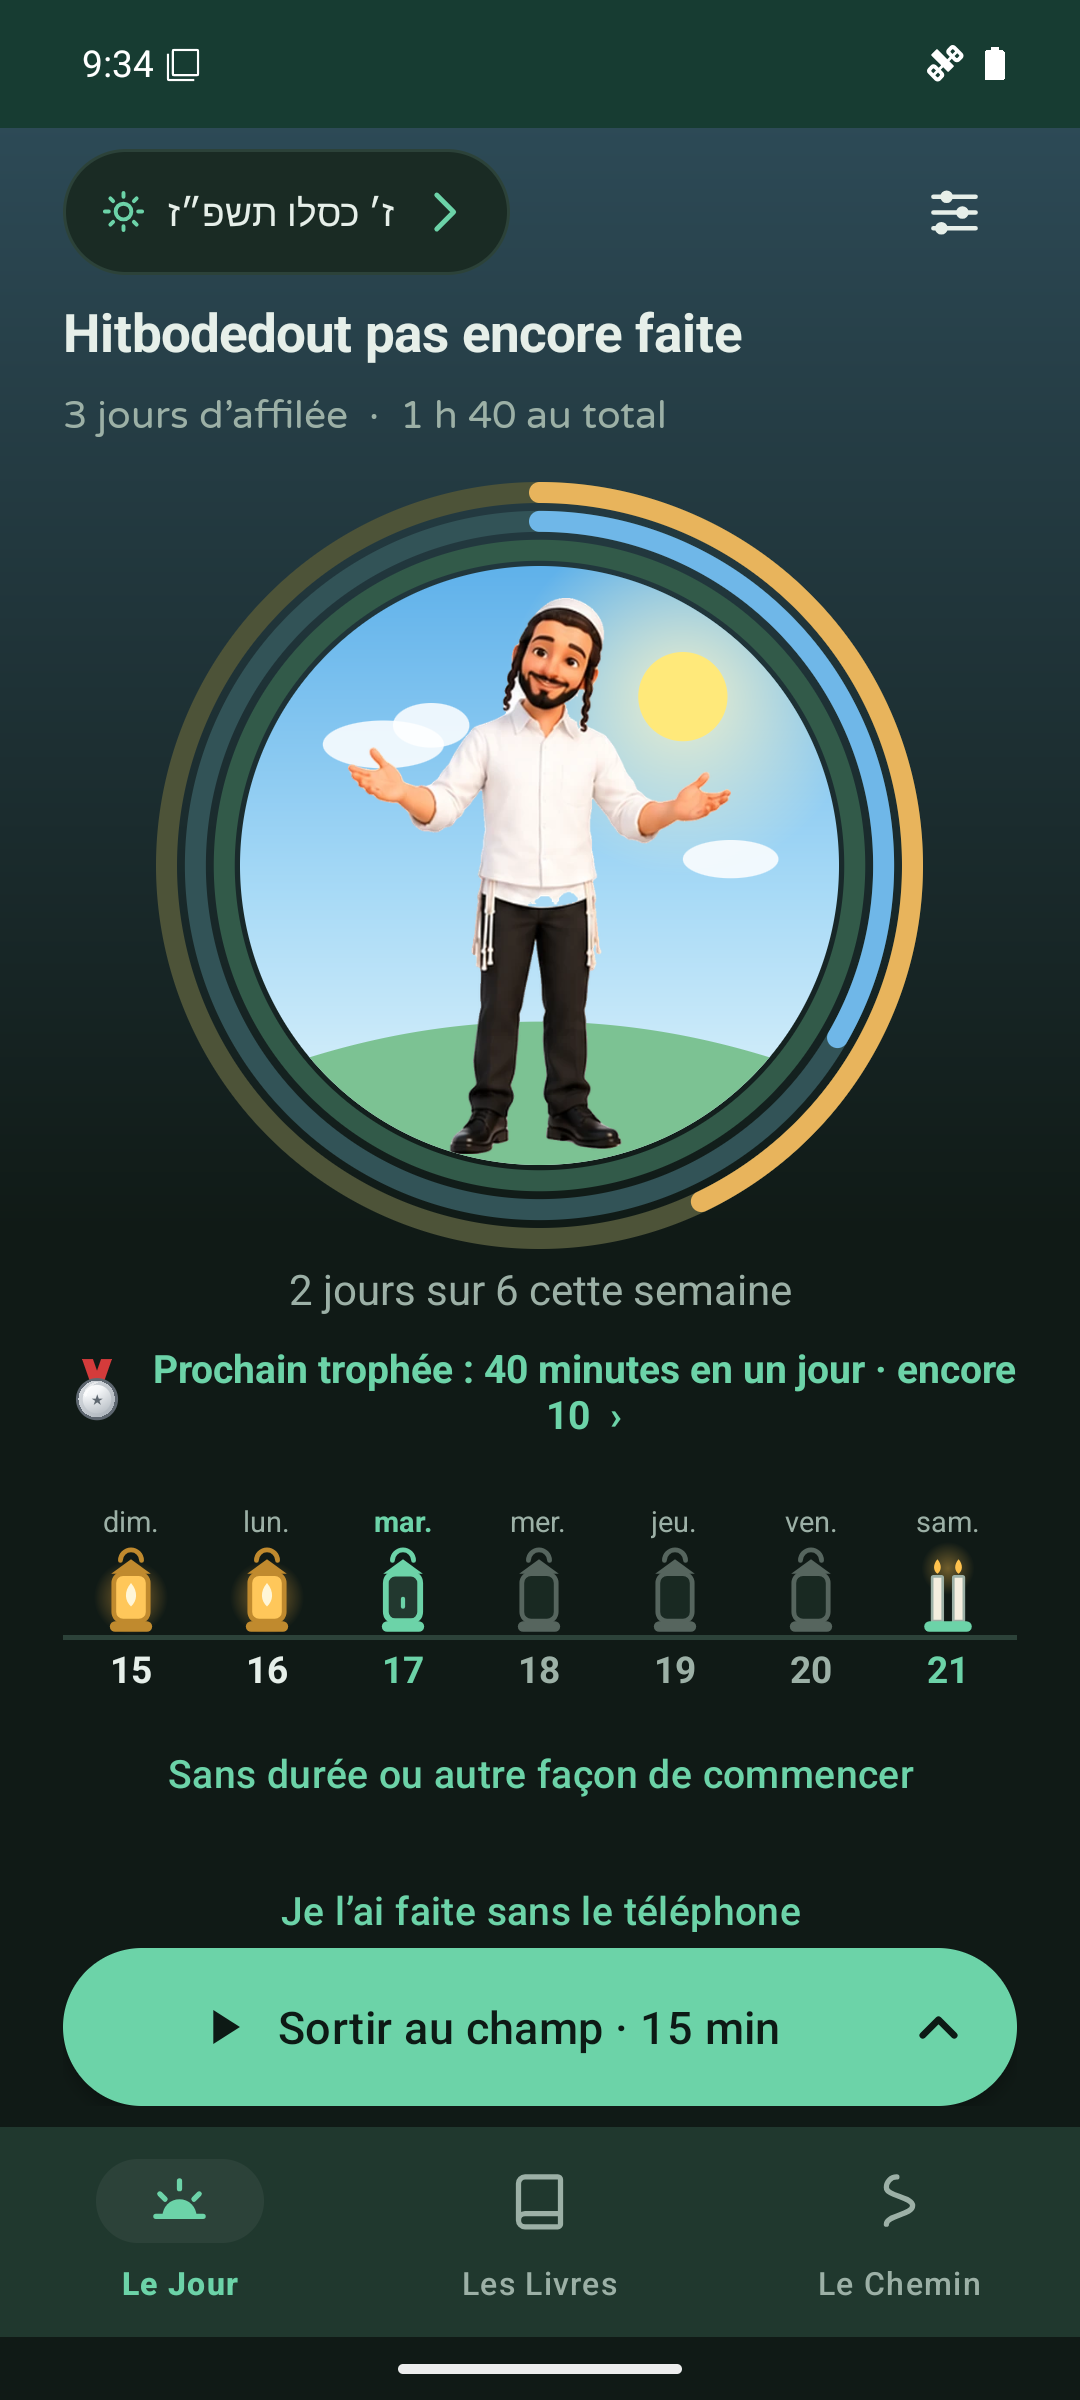 9:34
ז׳ כסלו תשפ״ז
Hitbodedout pas encore faite
3 jours d’affilée · 1 h 40 au total
2 jours sur 6 cette semaine
Prochain trophée : 40 minutes en un jour · encore
10 ›
dim. lun. mar. mer. jeu. ven. sam.
15 16 17 18 19 20 21
Sans durée ou autre façon de commencer
Je l’ai faite sans le téléphone
Sortir au champ · 15 min
Le Jour Les Livres Le Chemin